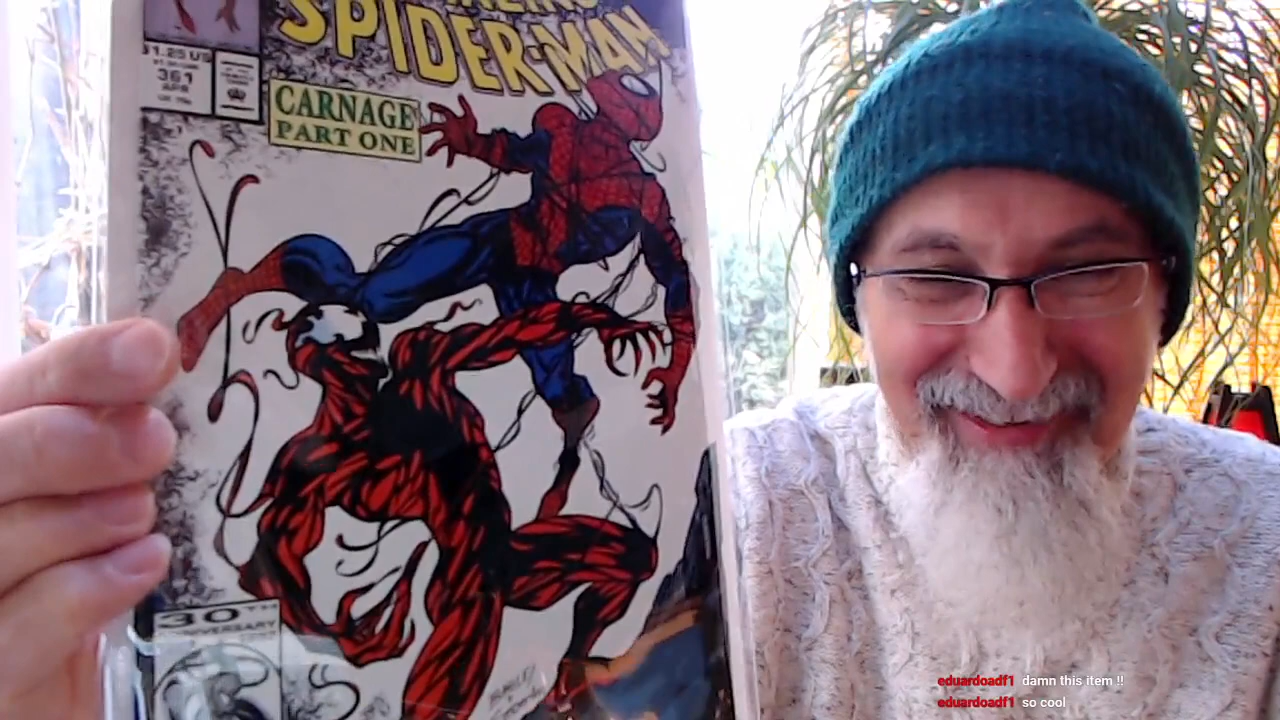 SPIDER-MAN
$1.25 US
361
APR
CARNAGE
PART ONE
30TH
eduardoadf1 damn this item !!
eduardoadf1 so cool